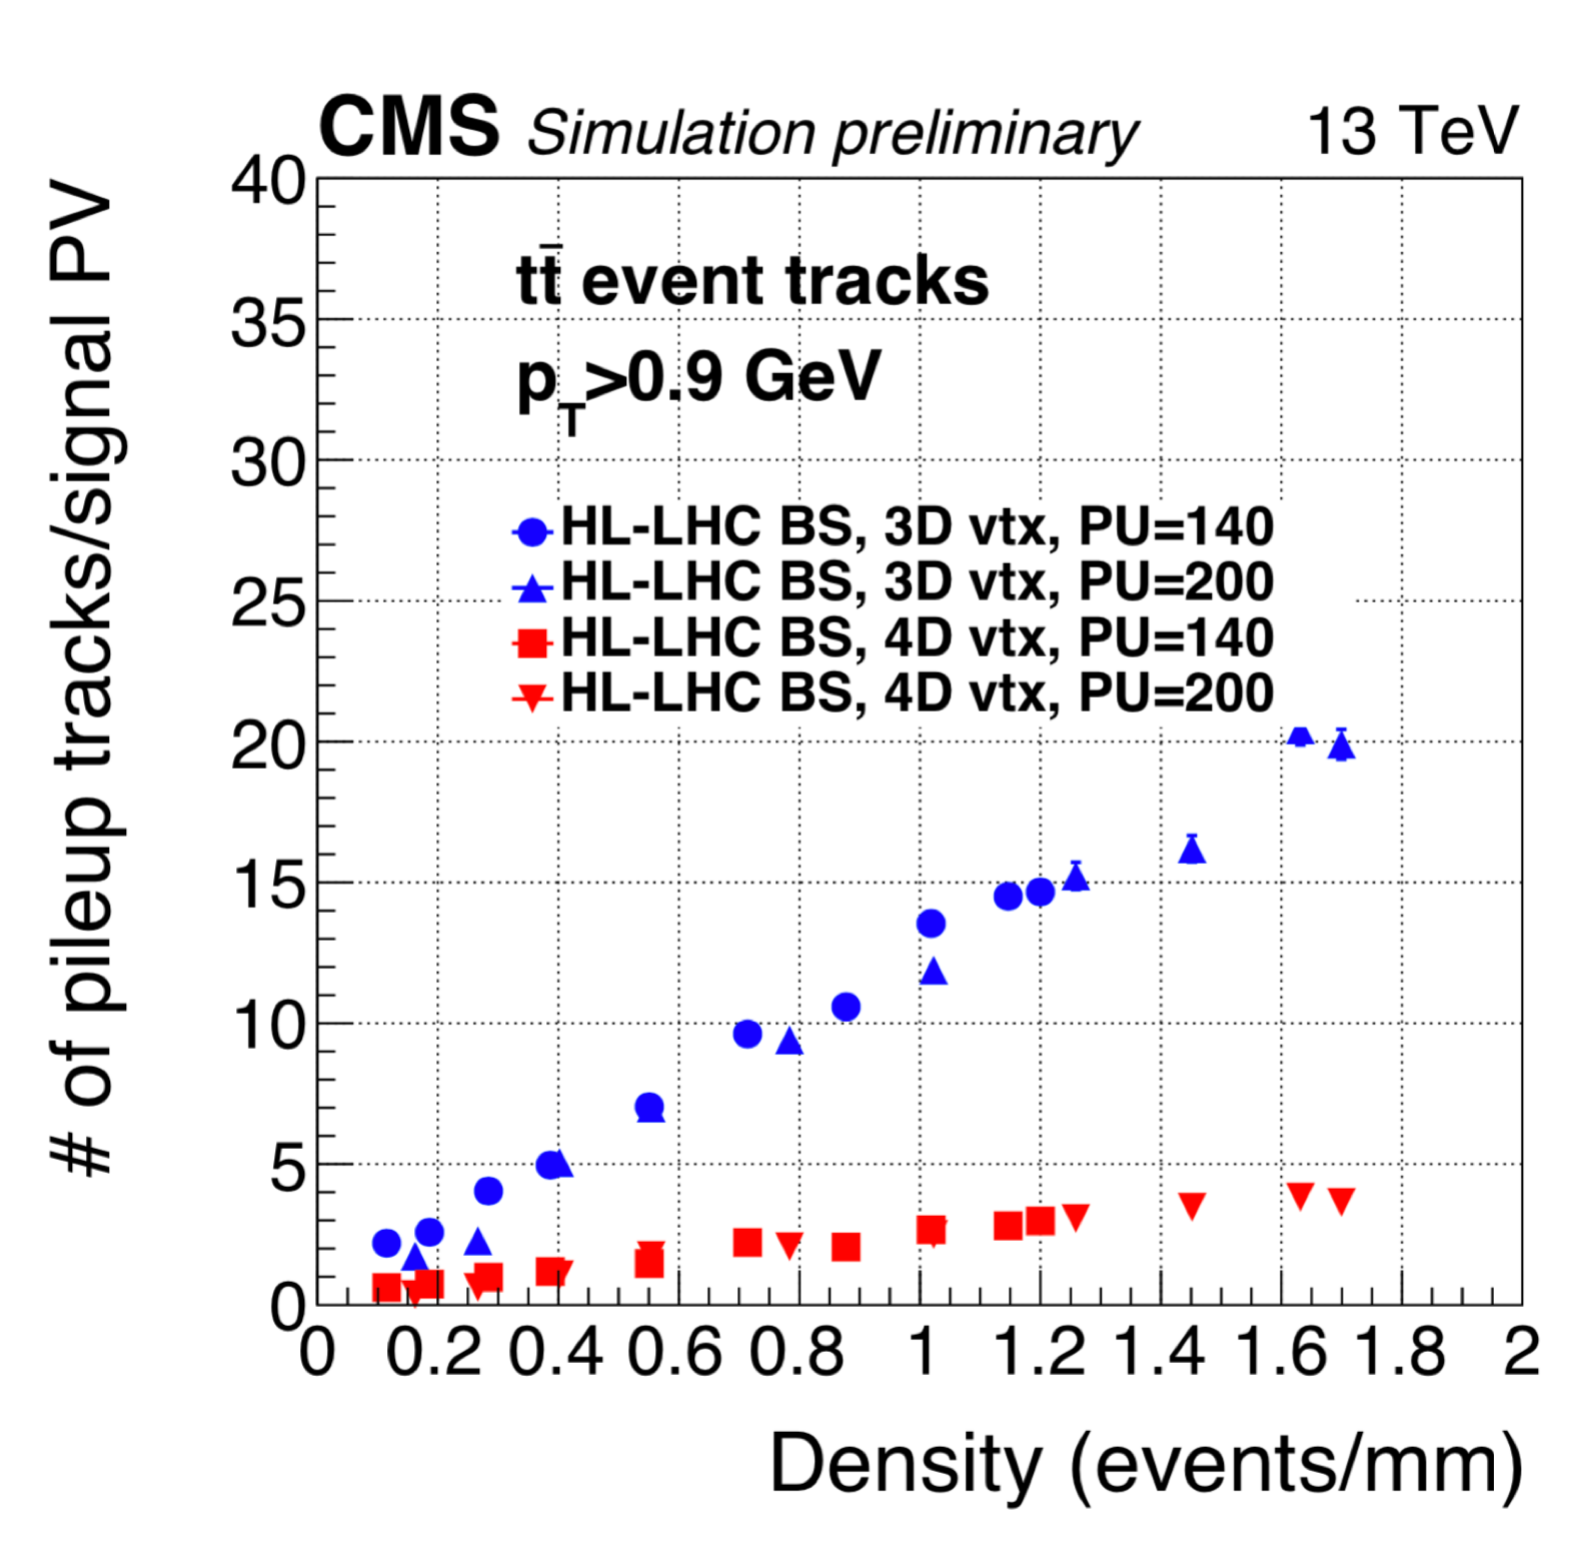 CMS Simulation preliminary 13 TeV
# of pileup tracks/signal PV
40
35
30
25
20
15
10
5
0
tt̄ event tracks
pT>0.9 GeV
HL-LHC BS, 3D vtx, PU=140
HL-LHC BS, 3D vtx, PU=200
HL-LHC BS, 4D vtx, PU=140
HL-LHC BS, 4D vtx, PU=200
0 0.2 0.4 0.6 0.8 1 1.2 1.4 1.6 1.8 2
Density (events/mm)